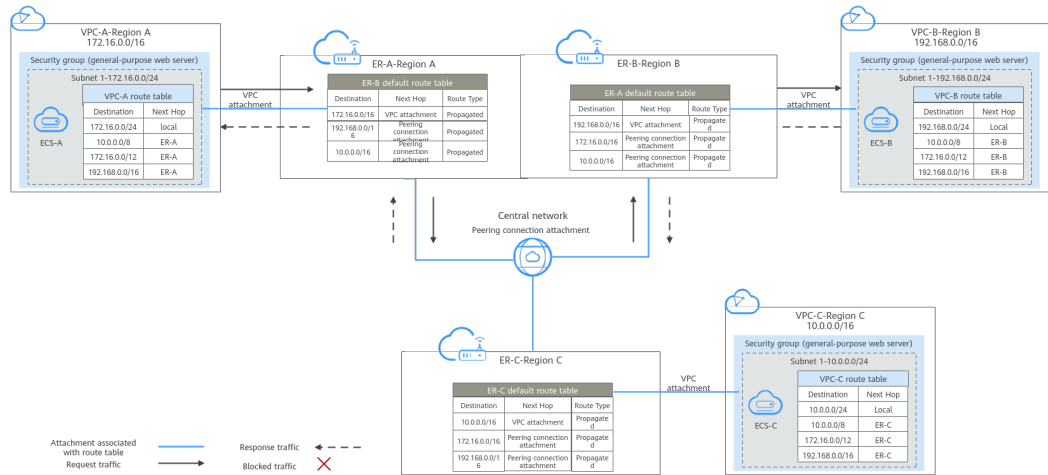 VPC-A-Region A
172.16.0.0/16
Security group (general-purpose web server)
Subnet 1-172.16.0.0/24
VPC-A route table
Destination Next Hop
172.16.0.0/24 local
10.0.0.0/8 ER-A
172.16.0.0/12 ER-A
192.168.0.0/16 ER-A
ECS-A
VPC
attachment
ER-A-Region A
ER-B default route table
Destination Next Hop Route Type
172.16.0.0/16 VPC attachment Propagated
192.168.0.0/1
6
Peering
connection
attachment
Propagated
10.0.0.0/16
Peering
connection
attachment
Propagated
ER-B-Region B
ER-A default route table
Destination Next Hop Route Type
192.168.0.0/16 VPC attachment Propagate
d
172.16.0.0/16 Peering connection
attachment
Propagate
d
10.0.0.0/16 Peering connection
attachment
Propagate
d
VPC
attachment
VPC-B-Region B
192.168.0.0/16
Security group (general-purpose web server)
Subnet 1-192.168.0.0/24
VPC-B route table
Destination Next Hop
192.168.0.0/24 Local
10.0.0.0/8 ER-B
172.16.0.0/12 ER-B
192.168.0.0/16 ER-B
ECS-B
Central network
Peering connection attachment
ER-C-Region C
ER-C default route table
Destination Next Hop Route Type
10.0.0.0/16 VPC attachment Propagate
d
172.16.0.0/16 Peering connection
attachment
Propagate
d
192.168.0.0/1
6
Peering connection
attachment
Propagate
d
VPC
attachment
VPC-C-Region C
10.0.0.0/16
Security group (general-purpose web server)
Subnet 1-10.0.0.0/24
VPC-C route table
Destination Next Hop
10.0.0.0/24 Local
10.0.0.0/8 ER-C
172.16.0.0/12 ER-C
192.168.0.0/16 ER-C
ECS-C
Attachment associated
with route table
Request traffic
Response traffic
Blocked traffic